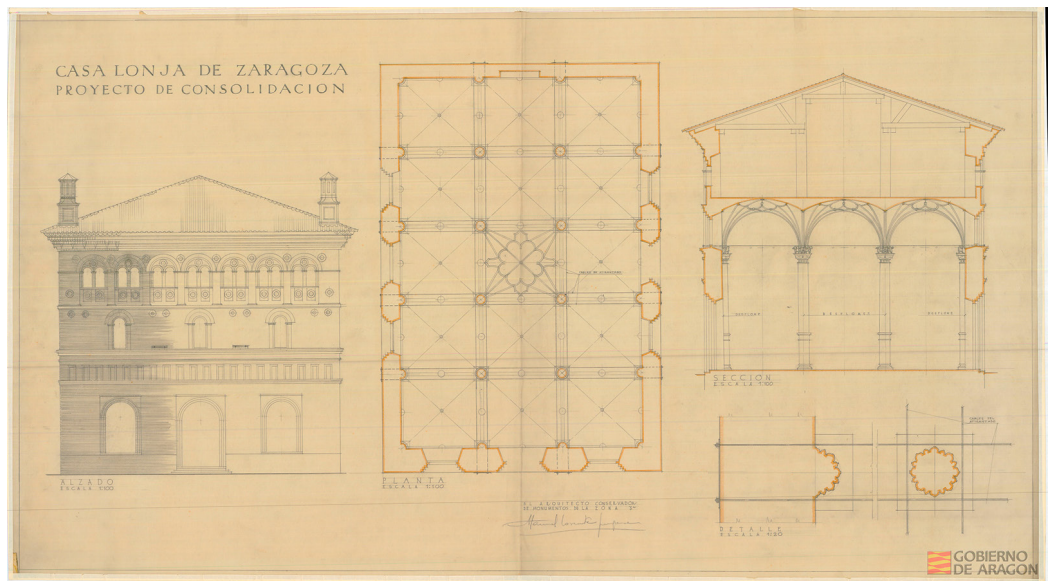 CASA LONJA DE ZARAGOZA
PROYECTO DE CONSOLIDACION
ALZADO
ESCALA 1:100
PLANTA
ESCALA 1:100
SECCION
ESCALA 1:100
DETALLE
ESCALA 1:20
EL ARQUITECTO CONSERVADOR
DE MONUMENTOS DE LA ZONA 3ª
GOBIERNO
DE ARAGON